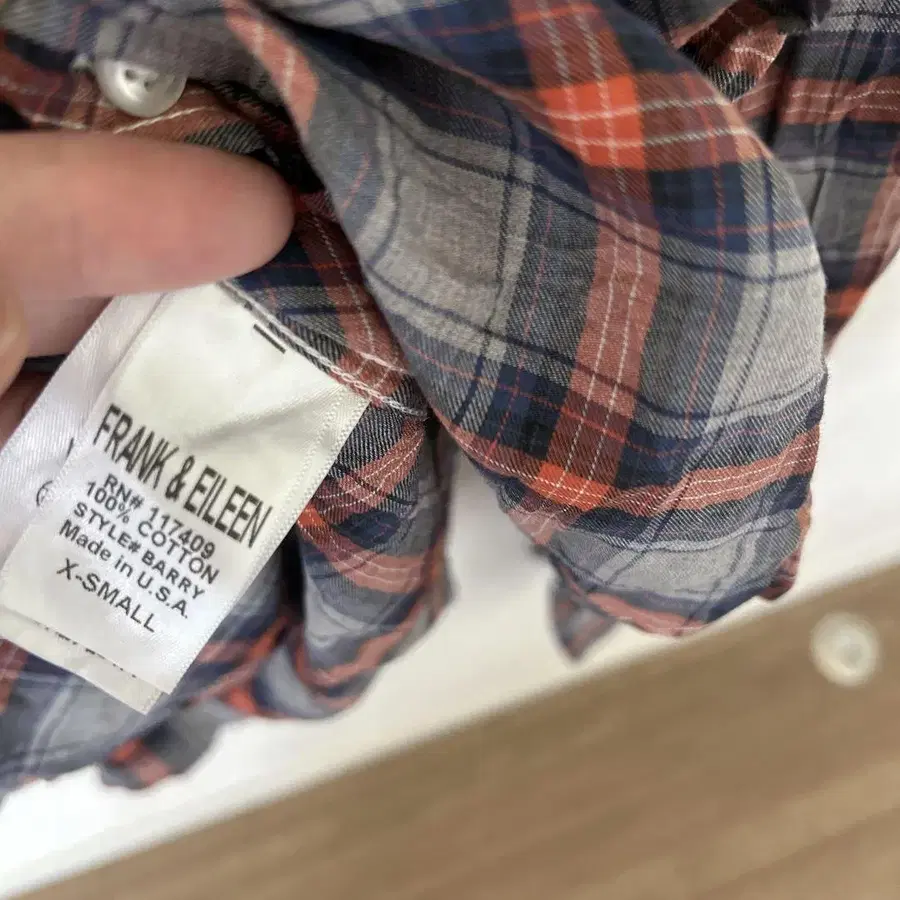 FRANK & EILEEN
RN# 117409
100% COTTON
STYLE# BARRY
Made in U.S.A.
X-SMALL